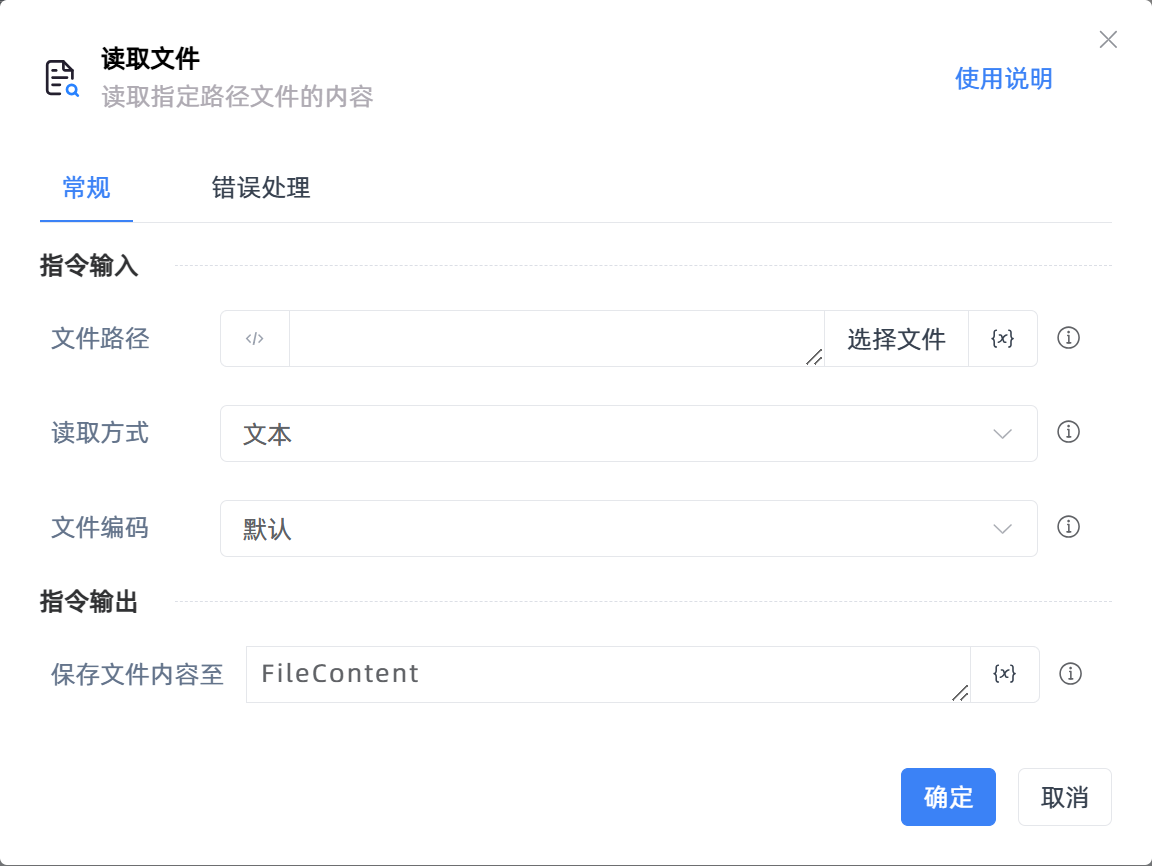 读取文件
读取指定路径文件的内容
使用说明
常规 错误处理
指令输入
文件路径 </> 选择文件 {x}
读取方式 文本
文件编码 默认
指令输出
保存文件内容至 FileContent {x}
确定 取消